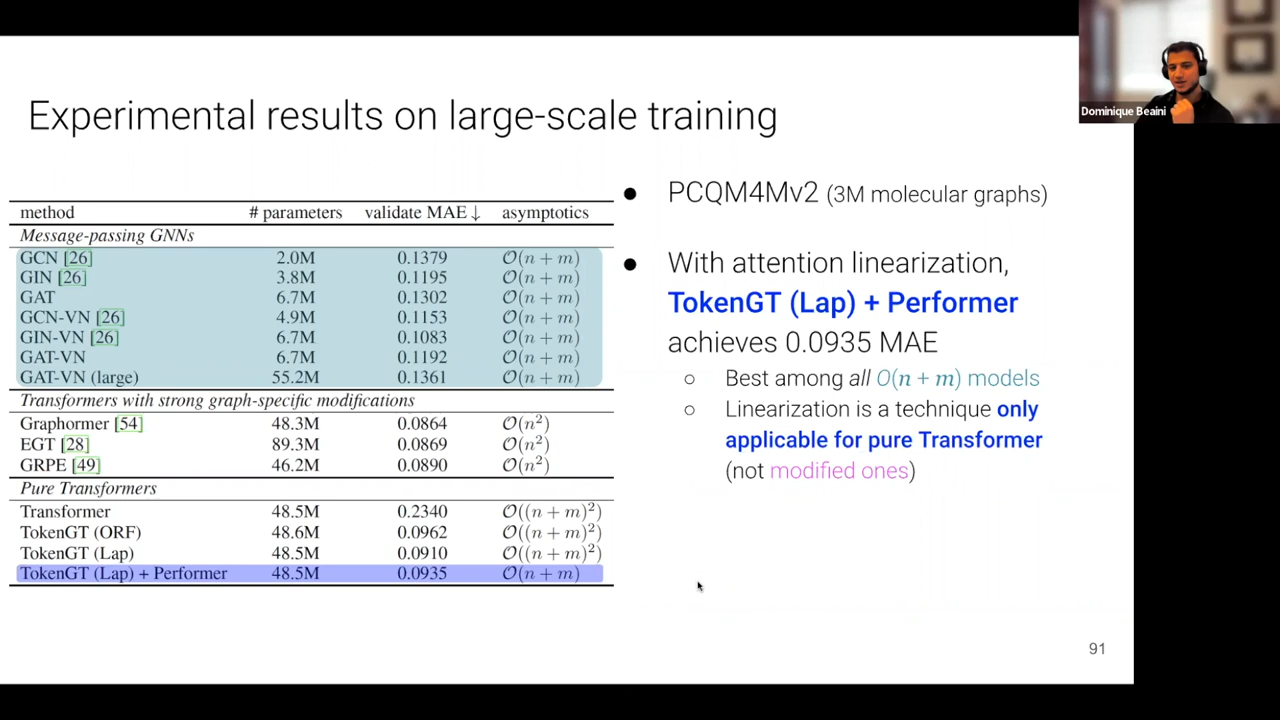 Dominique Beaini
Experimental results on large-scale training
method # parameters validate MAE ↓ asymptotics
Message-passing GNNs
GCN [26] 2.0M 0.1379 𝒪(n + m)
GIN [26] 3.8M 0.1195 𝒪(n + m)
GAT 6.7M 0.1302 𝒪(n + m)
GCN-VN [26] 4.9M 0.1153 𝒪(n + m)
GIN-VN [26] 6.7M 0.1083 𝒪(n + m)
GAT-VN 6.7M 0.1192 𝒪(n + m)
GAT-VN (large) 55.2M 0.1361 𝒪(n + m)
Transformers with strong graph-specific modifications
Graphormer [54] 48.3M 0.0864 𝒪(n²)
EGT [28] 89.3M 0.0869 𝒪(n²)
GRPE [49] 46.2M 0.0890 𝒪(n²)
Pure Transformers
Transformer 48.5M 0.2340 𝒪((n + m)²)
TokenGT (ORF) 48.6M 0.0962 𝒪((n + m)²)
TokenGT (Lap) 48.5M 0.0910 𝒪((n + m)²)
TokenGT (Lap) + Performer 48.5M 0.0935 𝒪(n + m)
● PCQM4Mv2 (3M molecular graphs)
● With attention linearization,
TokenGT (Lap) + Performer
achieves 0.0935 MAE
○ Best among all O(n + m) models
○ Linearization is a technique only
applicable for pure Transformer
(not modified ones)
91